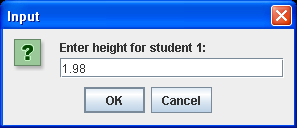 Input
Enter height for student 1:
1.98
OK
Cancel